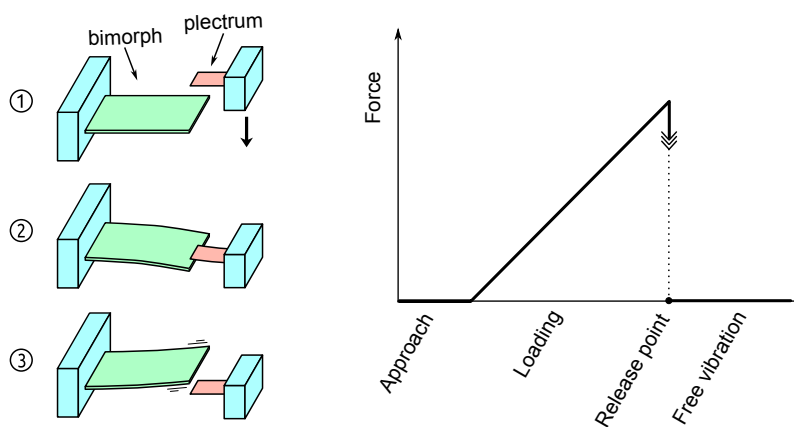 bimorph
plectrum
①
②
③
Force
Approach
Loading
Release point
Free vibration